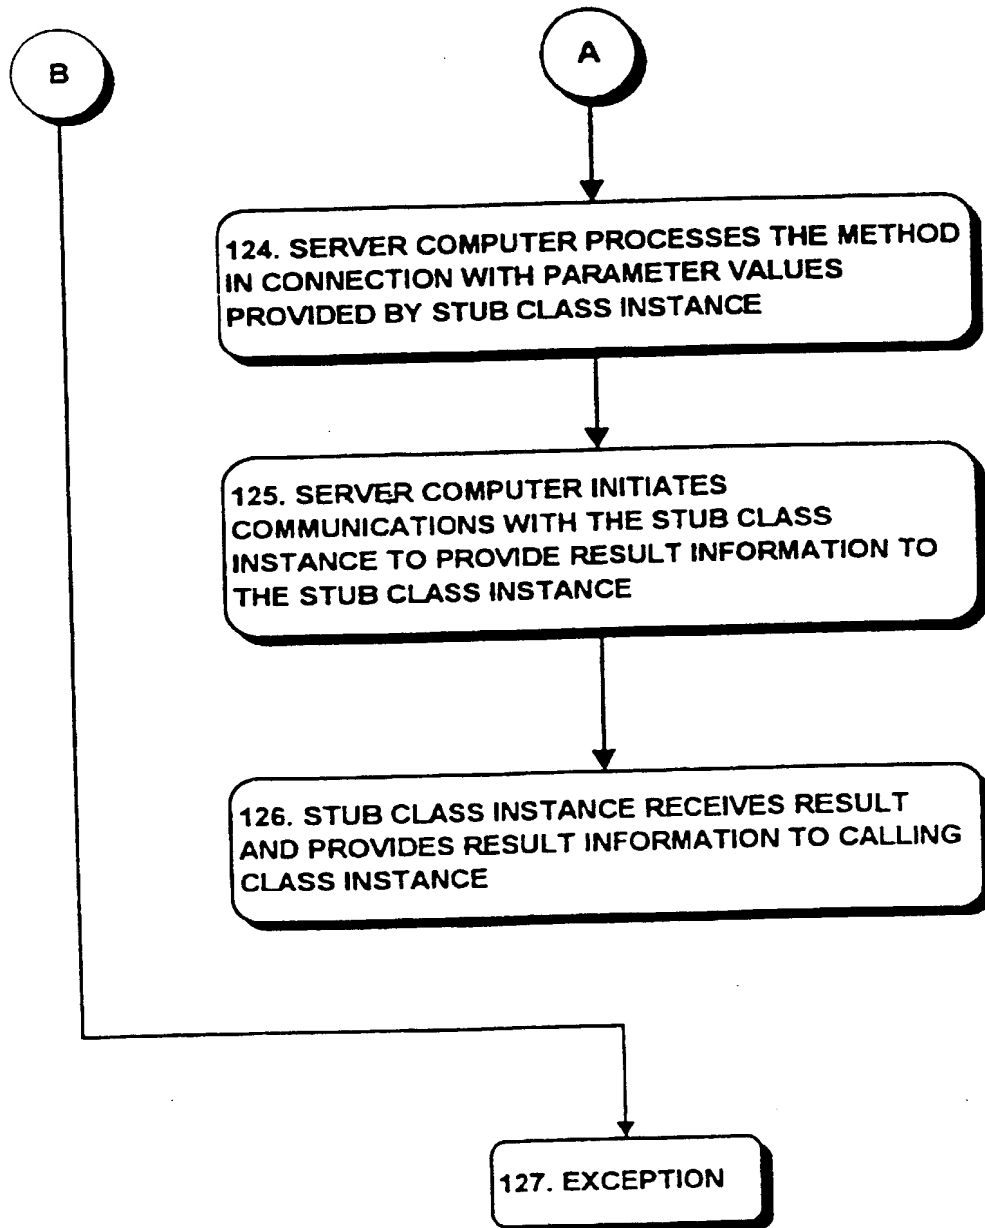 B
A
124. SERVER COMPUTER PROCESSES THE METHOD
IN CONNECTION WITH PARAMETER VALUES
PROVIDED BY STUB CLASS INSTANCE
125. SERVER COMPUTER INITIATES
COMMUNICATIONS WITH THE STUB CLASS
INSTANCE TO PROVIDE RESULT INFORMATION TO
THE STUB CLASS INSTANCE
126. STUB CLASS INSTANCE RECEIVES RESULT
AND PROVIDES RESULT INFORMATION TO CALLING
CLASS INSTANCE
127. EXCEPTION